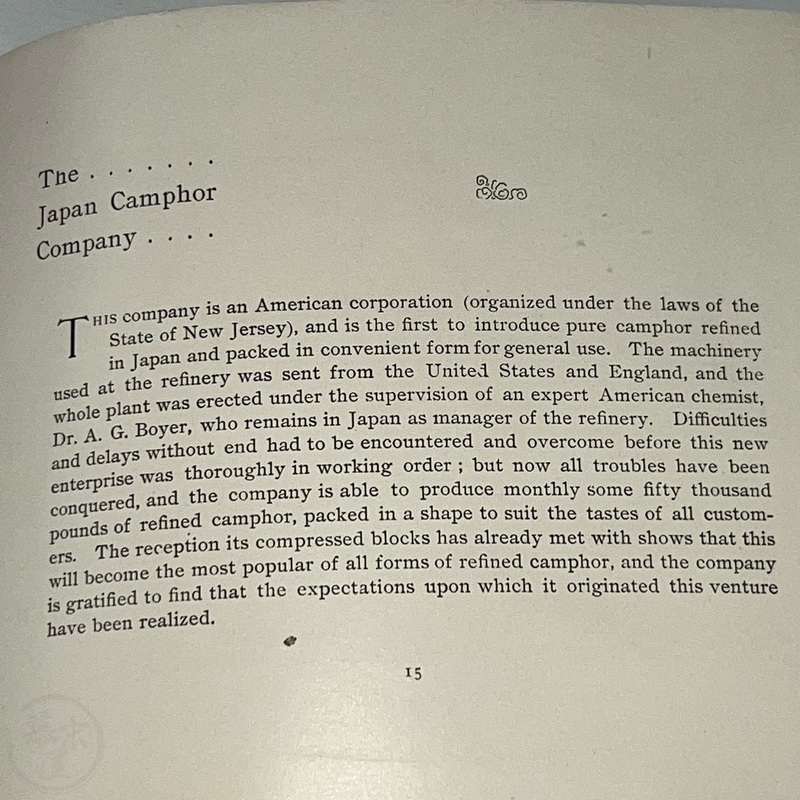 The . . . . . . .
Japan Camphor
Company . . . .
THIS company is an American corporation (organized under the laws of the
State of New Jersey), and is the first to introduce pure camphor refined
in Japan and packed in convenient form for general use. The machinery
used at the refinery was sent from the United States and England, and the
whole plant was erected under the supervision of an expert American chemist,
Dr. A. G. Boyer, who remains in Japan as manager of the refinery. Difficulties
and delays without end had to be encountered and overcome before this new
enterprise was thoroughly in working order ; but now all troubles have been
conquered, and the company is able to produce monthly some fifty thousand
pounds of refined camphor, packed in a shape to suit the tastes of all custom-
ers. The reception its compressed blocks has already met with shows that this
will become the most popular of all forms of refined camphor, and the company
is gratified to find that the expectations upon which it originated this venture
have been realized.
15